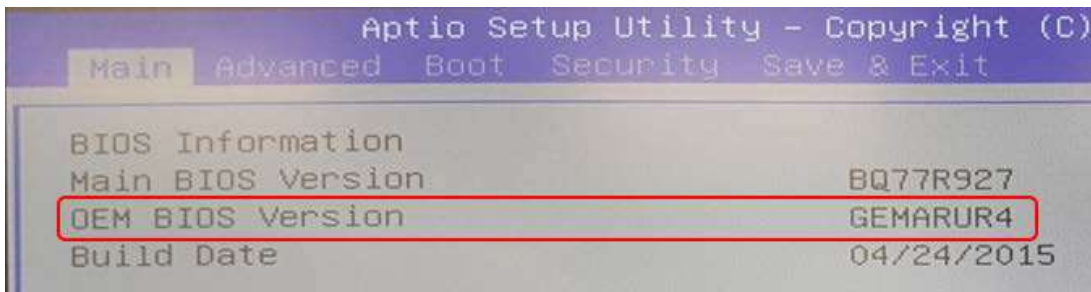 Aptio Setup Utility - Copyright (C)
Main Advanced Boot Security Save & Exit
BIOS Information
Main BIOS Version BQ77R927
OEM BIOS Version GEMARUR4
Build Date 04/24/2015